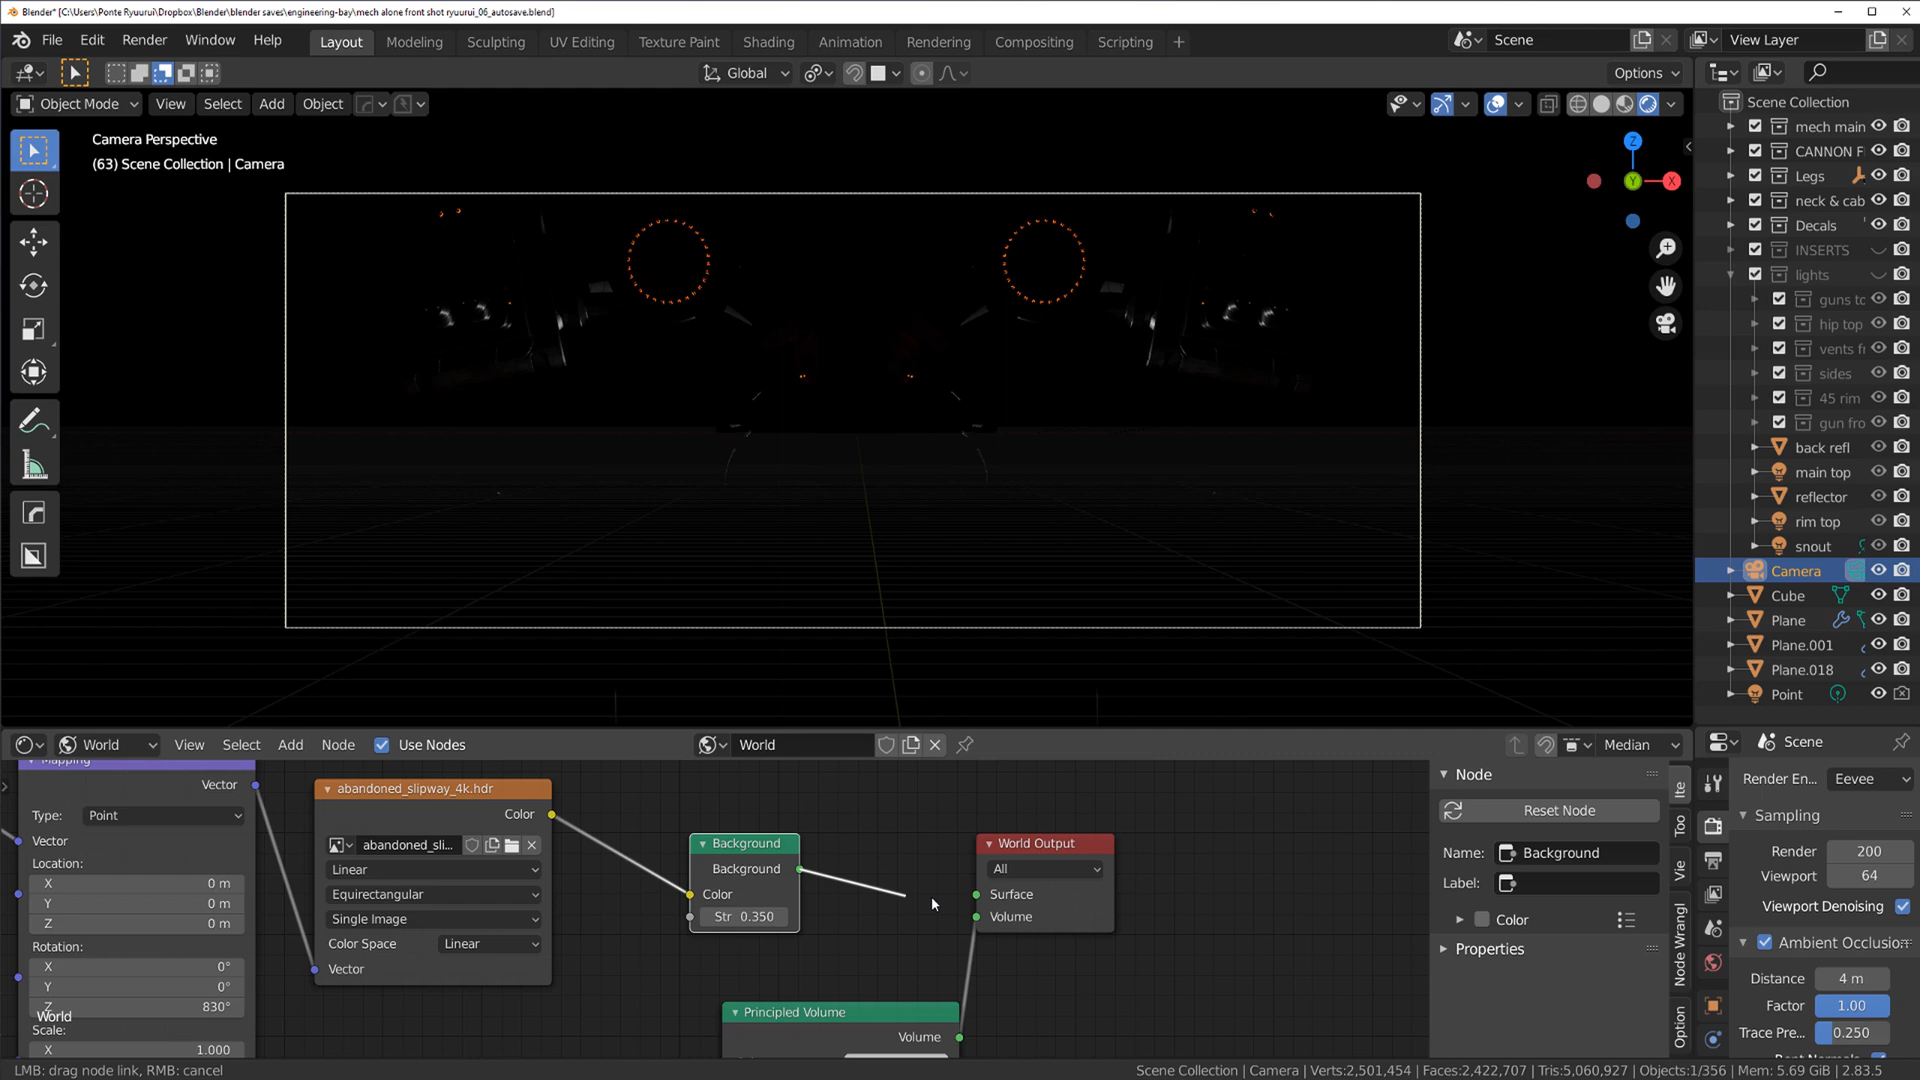 Blender* [C:\Users\Ponte Ryuurui\Dropbox\Blender\blender saves\engineering-bay\mech alone front shot ryuurui_06_autosave.blend]
File Edit Render Window Help Layout Modeling Sculpting UV Editing Texture Paint Shading Animation Rendering Compositing Scripting + Scene View Layer
Global Options
Object Mode View Select Add Object
Camera Perspective
(63) Scene Collection | Camera
Z
Y
X
Scene Collection
mech main
CANNON F
Legs
neck & cab
Decals
INSERTS
lights
guns to
hip top
vents fr
sides
45 rim
gun fro
back refl
main top
reflector
rim top
snout
Camera
Cube
Plane
Plane.001
Plane.018
Point
World View Select Add Node Use Nodes World Median
Mapping
Vector
Type: Point
Vector
Location:
X 0 m
Y 0 m
Z 0 m
Rotation:
X 0°
Y 0°
Z 830°
World
Scale:
X 1.000
abandoned_slipway_4k.hdr
Color
abandoned_sli...
Linear
Equirectangular
Single Image
Color Space Linear
Vector
Background
Background
Color
Str 0.350
World Output
All
Surface
Volume
Principled Volume
Volume
Node
Reset Node
Name: Background
Label:
Color
Properties
Ite
Too
Vie
Node Wrangl
Option
Scene
Render En... Eevee
Sampling
Render 200
Viewport 64
Viewport Denoising
Ambient Occlusion
Distance 4 m
Factor 1.00
Trace Pre... 0.250
Bent Normals
LMB: drag node link, RMB: cancel
Scene Collection | Camera | Verts:2,501,454 | Faces:2,422,707 | Tris:5,060,927 | Objects:1/356 | Mem: 5.69 GiB | 2.83.5